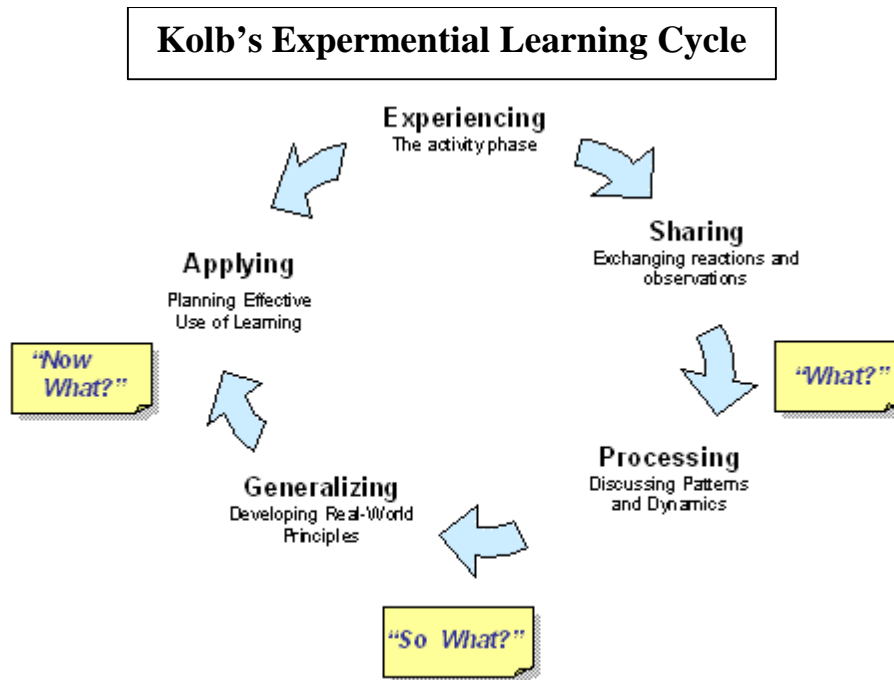 Kolb's Expermential Learning Cycle
Experiencing
The activity phase
Sharing
Exchanging reactions and
observations
"What?"
Processing
Discussing Patterns
and Dynamics
"So What?"
Generalizing
Developing Real-World
Principles
"Now
What?"
Applying
Planning Effective
Use of Learning